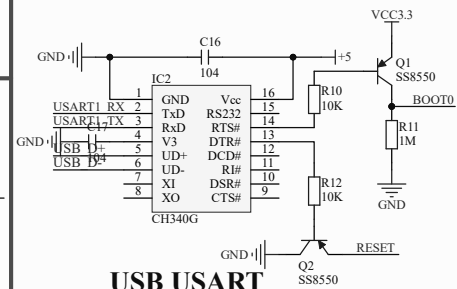 VCC3.3
C16
GND
104
+5
Q1
SS8550
IC2
R10
10K
BOOT0
1 GND Vcc 16
USART1_RX 2 TxD RS232 15
USART1_TX 3 RxD RTS# 14
GND C17 104 4 V3 DTR# 13
USB_D+ 5 UD+ DCD# 12
USB_D- 6 UD- RI# 11
7 XI DSR# 10
8 XO CTS# 9
CH340G
R11
1M
GND
R12
10K
GND
RESET
Q2
SS8550
USB USART